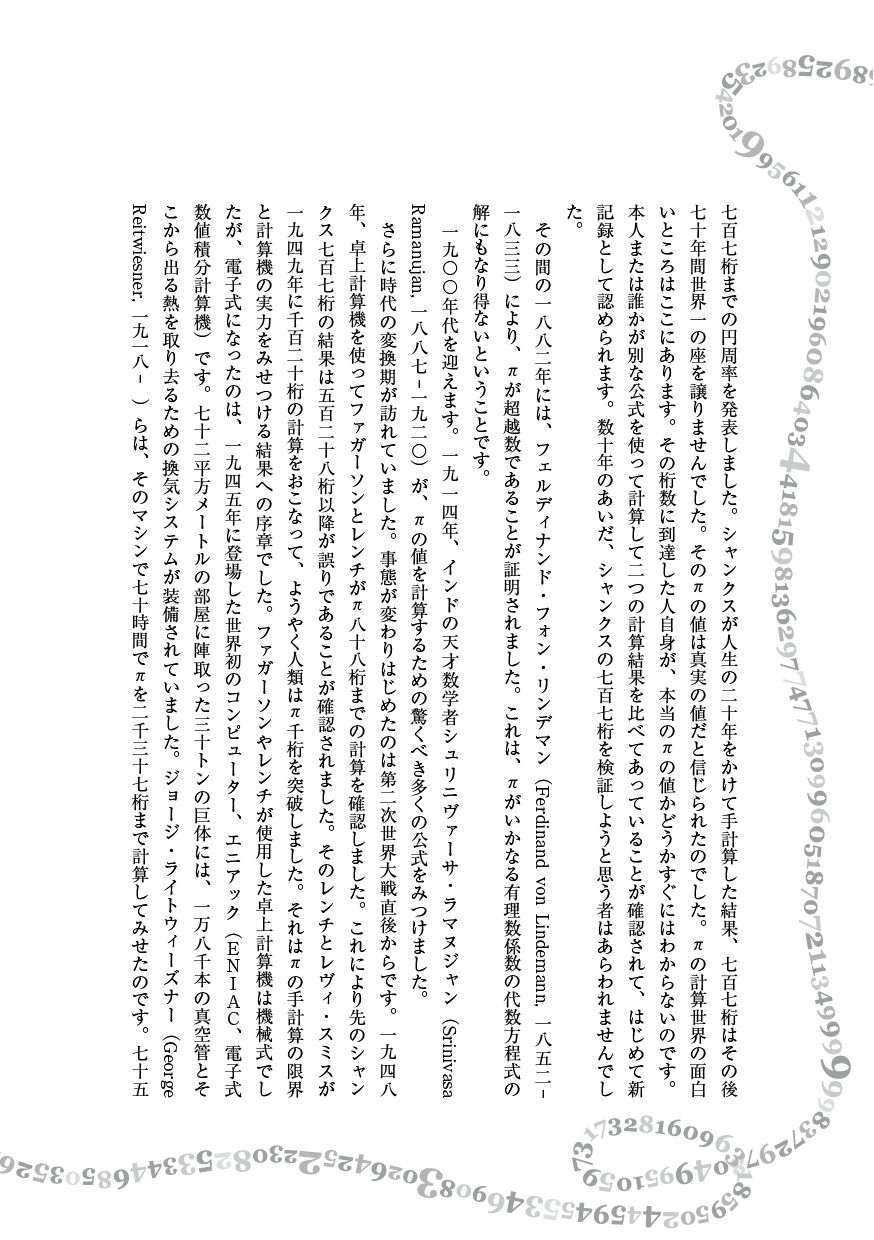 七百七桁までの円周率を発表しました。シャンクスが人生の二十年をかけて手計算した結果、七百七桁はその後
七十年間世界一の座を譲りませんでした。そのπの値は真実の値だと信じられたのでした。πの計算世界の面白
いところはここにあります。その桁数に到達した人自身が、本当のπの値かどうかすぐにはわからないのです。
本人または誰かが別な公式を使って計算して二つの計算結果を比べてあっていることが確認されて、はじめて新
記録として認められます。数十年のあいだ、シャンクスの七百七桁を検証しようと思う者はあらわれませんでし
た。
その間の一八八二年には、フェルディナンド・フォン・リンデマン（Ferdinand von Lindemann, 一八五二-
一八三三）により、πが超越数であることが証明されました。これは、πがいかなる有理数係数の代数方程式の
解にもなり得ないということです。
一九〇〇年代を迎えます。一九一四年、インドの天才数学者シュリニヴァーサ・ラマヌジャン（Srinivasa
Ramanujan, 一八八七-一九二〇）が、πの値を計算するための驚くべき多くの公式をみつけました。
さらに時代の変換期が訪れていました。事態が変わりはじめたのは第二次世界大戦直後からです。一九四八
年、卓上計算機を使ってファガーソンとレンチがπ八十八桁までの計算を確認しました。これにより先のシャン
クス七百七桁の結果は五百二十八桁以降が誤りであることが確認されました。そのレンチとレヴィ・スミスが
一九四九年に千百二十桁の計算をおこなって、ようやく人類はπ千桁を突破しました。それはπの手計算の限界
と計算機の実力をみせつける結果への序章でした。ファガーソンやレンチが使用した卓上計算機は機械式でし
たが、電子式になったのは、一九四五年に登場した世界初のコンピューター、エニアック（ＥＮＩＡＣ、電子式
数値積分計算機）です。七十二平方メートルの部屋に陣取った三十トンの巨体には、一万八千本の真空管とそ
こから出る熱を取り去るための換気システムが装備されていました。ジョージ・ライトウィーズナー（George
Reitwiesner, 一九一八-　）らは、そのマシンで七十時間でπを二千三十七桁まで計算してみせたのです。七十五
68925892354201995611212902196086403441815981362977477130996051870721134999999837297804995105973173281609631859502445945534690830264252230825334468503526